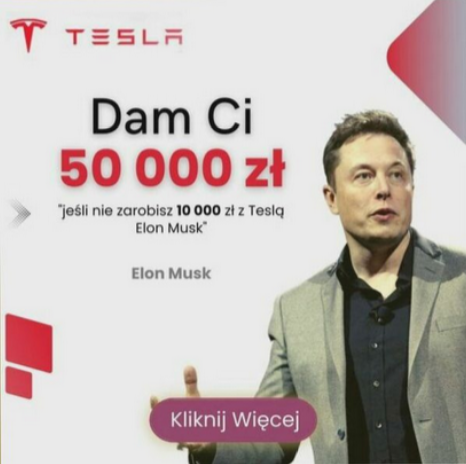 TESLA
Dam Ci
50 000 zł
"jeśli nie zarobisz 10 000 zł z Teslą
Elon Musk"
Elon Musk
Kliknij Więcej